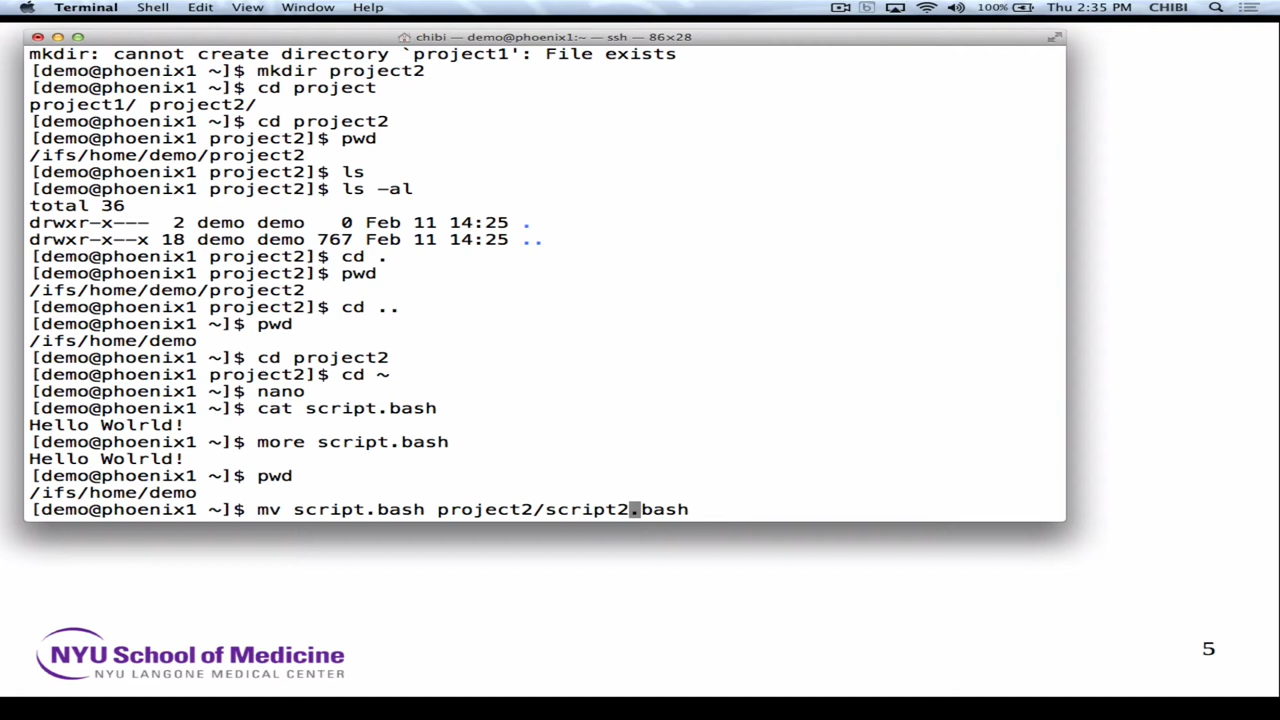 Terminal Shell Edit View Window Help 100% Thu 2:35 PM CHIBI
chibi — demo@phoenix1:~ — ssh — 86×28
mkdir: cannot create directory `project1': File exists
[demo@phoenix1 ~]$ mkdir project2
[demo@phoenix1 ~]$ cd project
project1/ project2/
[demo@phoenix1 ~]$ cd project2
[demo@phoenix1 project2]$ pwd
/ifs/home/demo/project2
[demo@phoenix1 project2]$ ls
[demo@phoenix1 project2]$ ls -al
total 36
drwxr-x--- 2 demo demo 0 Feb 11 14:25 .
drwxr-x--x 18 demo demo 767 Feb 11 14:25 ..
[demo@phoenix1 project2]$ cd .
[demo@phoenix1 project2]$ pwd
/ifs/home/demo/project2
[demo@phoenix1 project2]$ cd ..
[demo@phoenix1 ~]$ pwd
/ifs/home/demo
[demo@phoenix1 ~]$ cd project2
[demo@phoenix1 project2]$ cd ~
[demo@phoenix1 ~]$ nano
[demo@phoenix1 ~]$ cat script.bash
Hello Wolrld!
[demo@phoenix1 ~]$ more script.bash
Hello Wolrld!
[demo@phoenix1 ~]$ pwd
/ifs/home/demo
[demo@phoenix1 ~]$ mv script.bash project2/script2.bash
NYU School of Medicine
NYU LANGONE MEDICAL CENTER
5